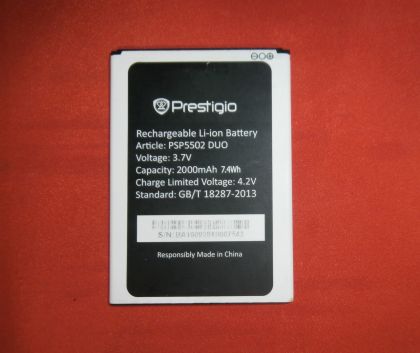 Prestigio
Rechargeable Li-ion Battery
Article: PSP5502 DUO
Voltage: 3.7V
Capacity: 2000mAh 7.4Wh
Charge Limited Voltage: 4.2V
Standard: GB/T 18287-2013
S/N:
Responsibly Made in China